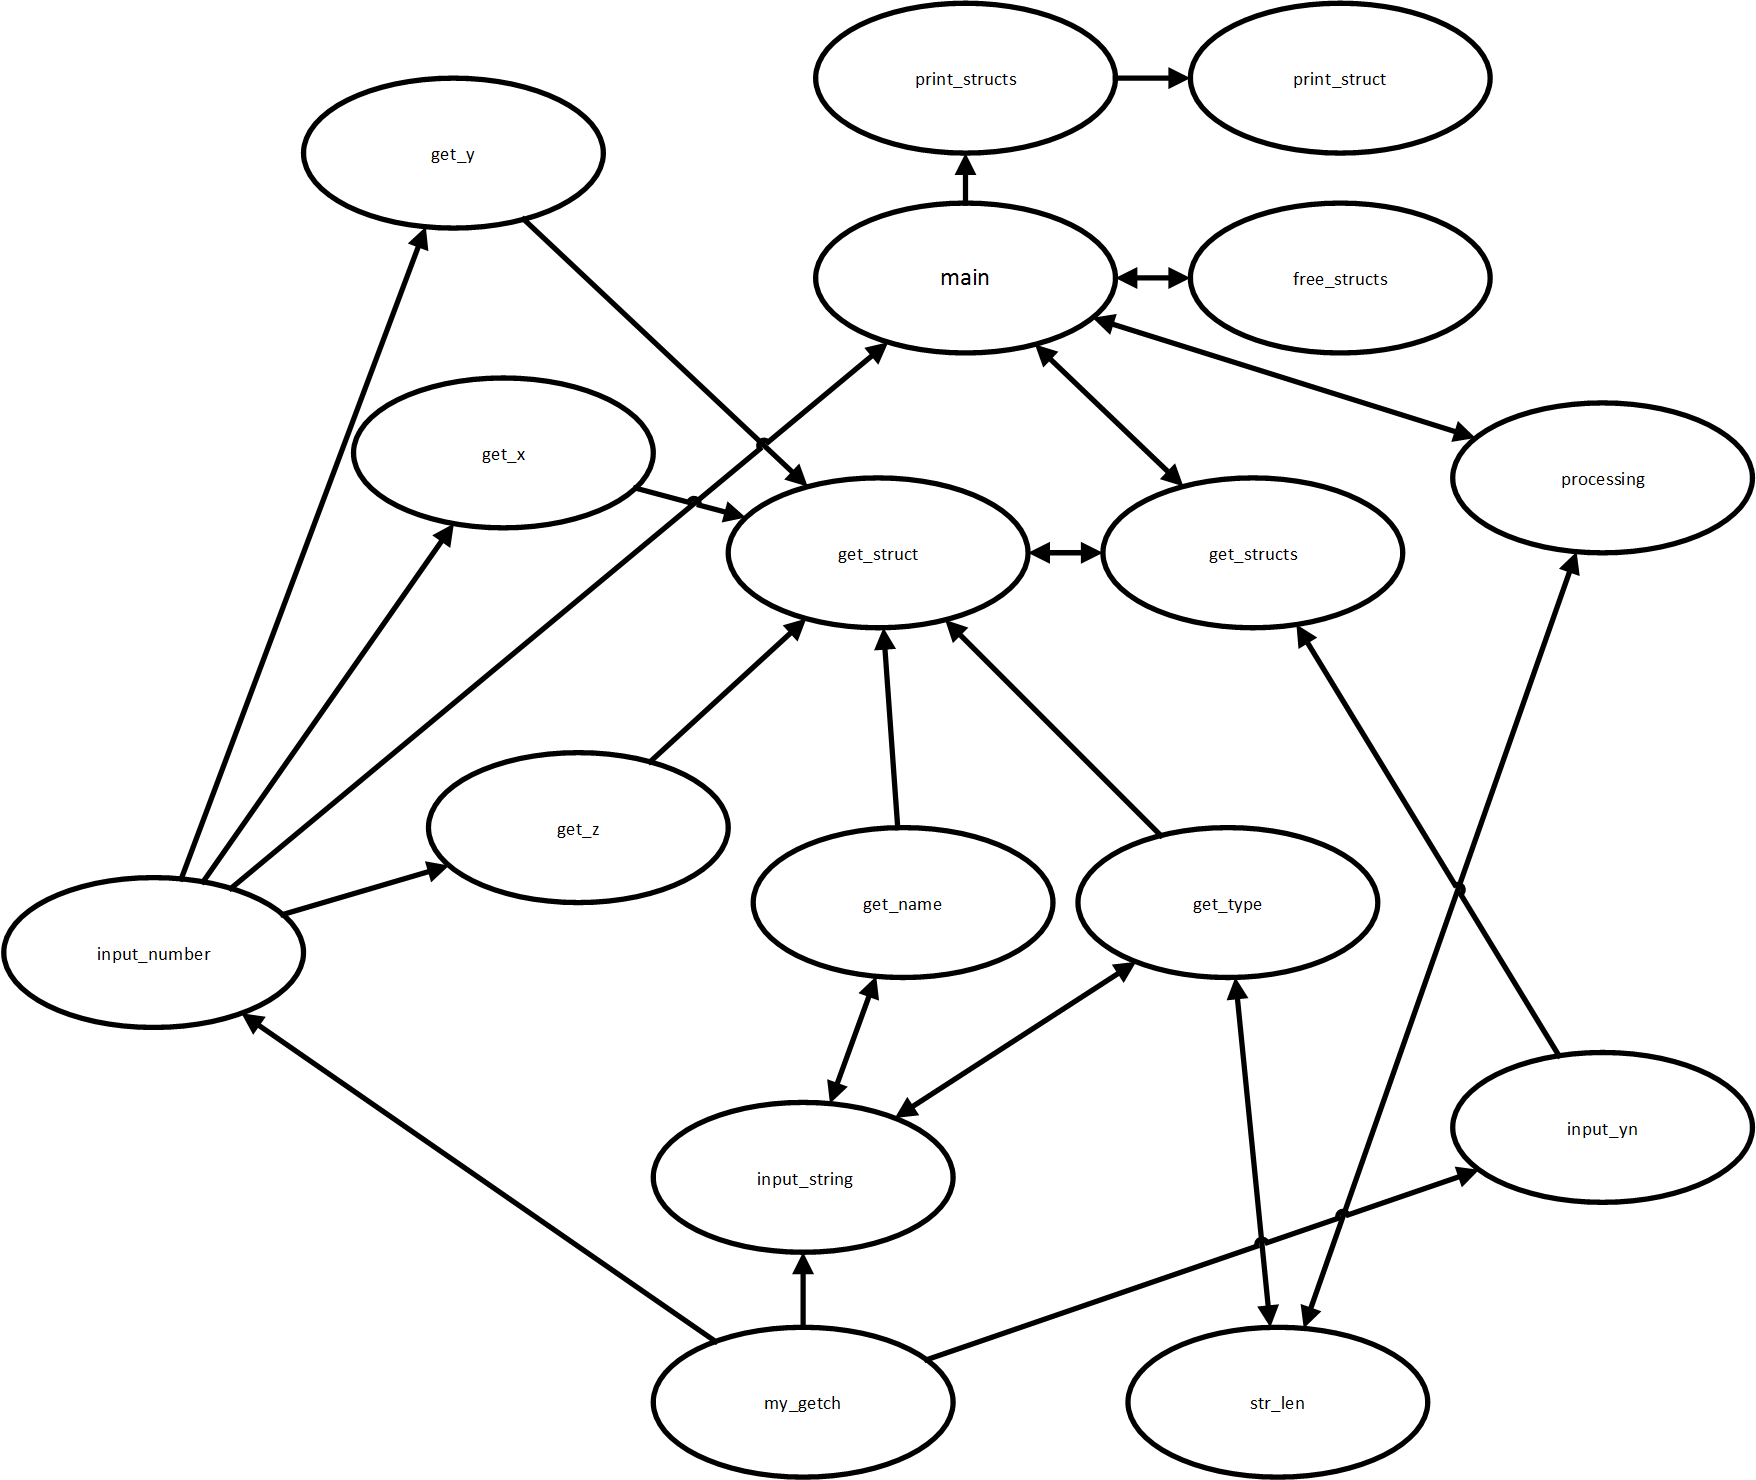 print_structs
print_struct
get_y
main
free_structs
get_x
processing
get_struct
get_structs
get_z
get_name
get_type
input_number
input_yn
input_string
my_getch
str_len